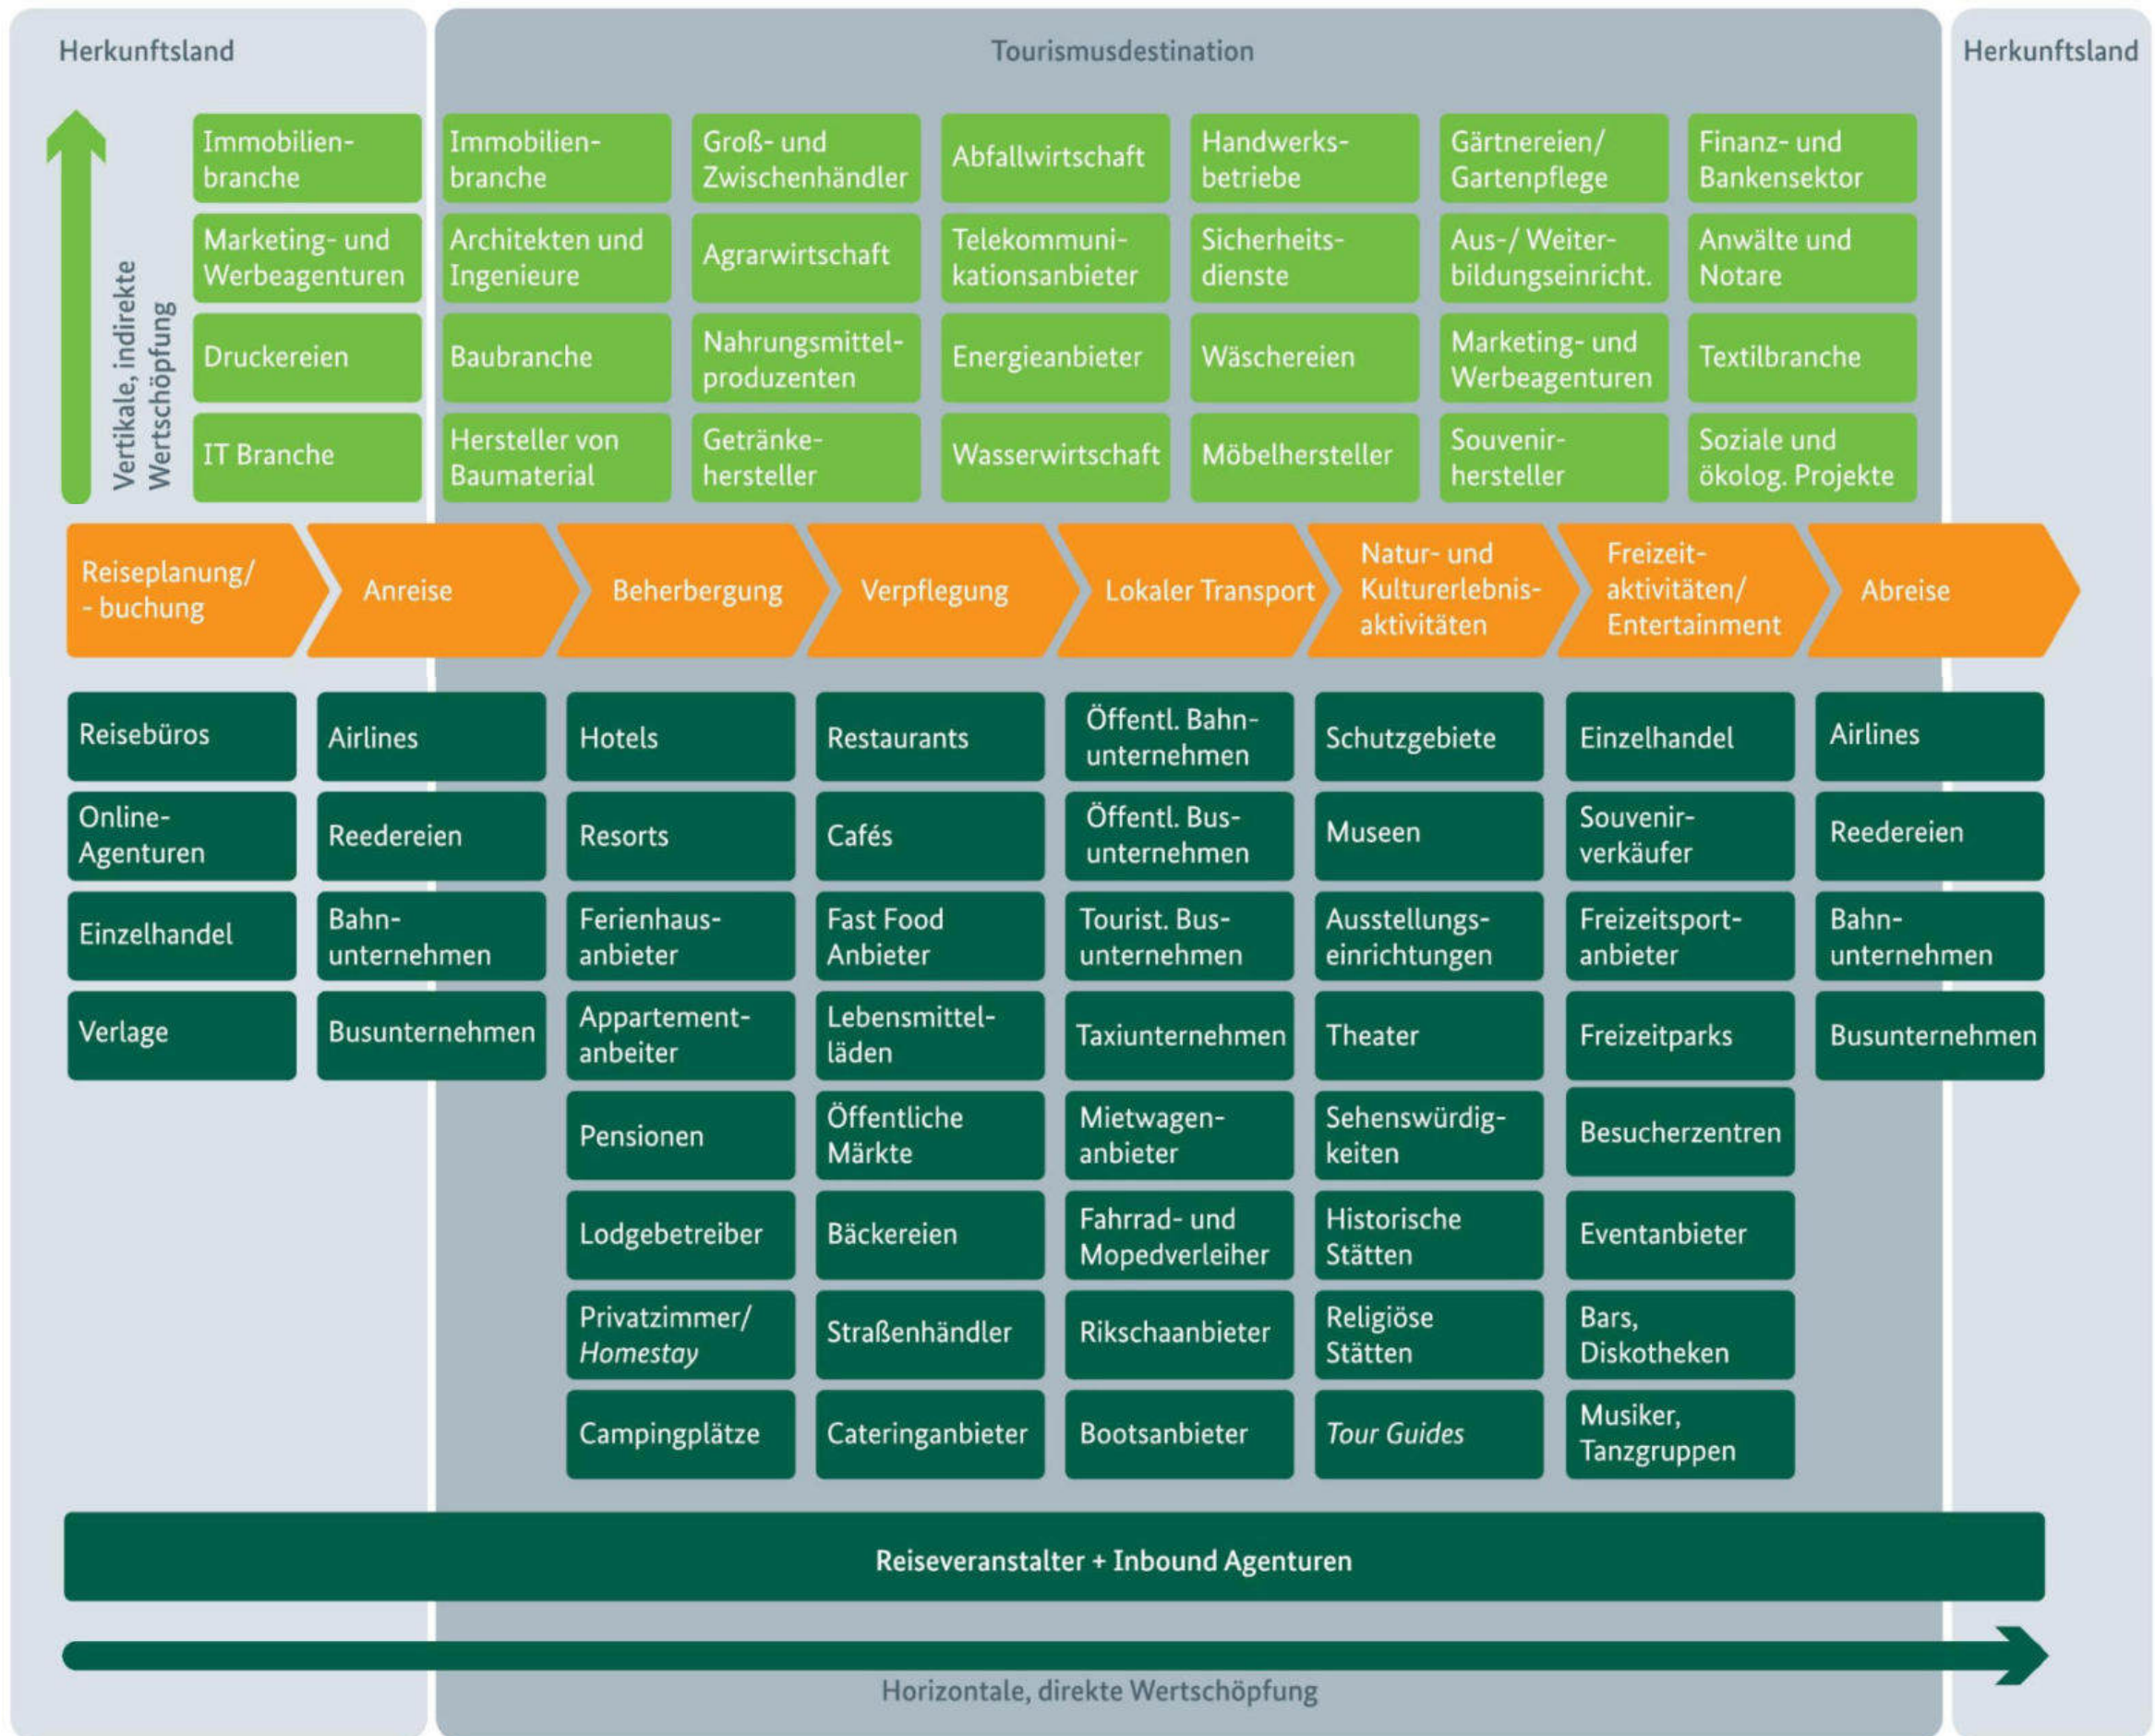 Herkunftsland
Tourismusdestination
Herkunftsland
Vertikale, indirekte
Wertschöpfung
Immobilien-
branche
Immobilien-
branche
Groß- und
Zwischenhändler
Abfallwirtschaft
Handwerks-
betriebe
Gärtnereien/
Gartenpflege
Finanz- und
Bankensektor
Marketing- und
Werbeagenturen
Architekten und
Ingenieure
Agrarwirtschaft
Telekommuni-
kationsanbieter
Sicherheits-
dienste
Aus-/ Weiter-
bildungseinricht.
Anwälte und
Notare
Druckereien
Baubranche
Nahrungsmittel-
produzenten
Energieanbieter
Wäschereien
Marketing- und
Werbeagenturen
Textilbranche
IT Branche
Hersteller von
Baumaterial
Getränke-
hersteller
Wasserwirtschaft
Möbelhersteller
Souvenir-
hersteller
Soziale und
ökolog. Projekte
Reiseplanung/
- buchung
Anreise
Beherbergung
Verpflegung
Lokaler Transport
Natur- und
Kulturerlebnis-
aktivitäten
Freizeit-
aktivitäten/
Entertainment
Abreise
Reisebüros
Airlines
Hotels
Restaurants
Öffentl. Bahn-
unternehmen
Schutzgebiete
Einzelhandel
Airlines
Online-
Agenturen
Reedereien
Resorts
Cafés
Öffentl. Bus-
unternehmen
Museen
Souvenir-
verkäufer
Reedereien
Einzelhandel
Bahn-
unternehmen
Ferienhaus-
anbieter
Fast Food
Anbieter
Tourist. Bus-
unternehmen
Ausstellungs-
einrichtungen
Freizeitsport-
anbieter
Bahn-
unternehmen
Verlage
Busunternehmen
Appartement-
anbeiter
Lebensmittel-
läden
Taxiunternehmen
Theater
Freizeitparks
Busunternehmen
Pensionen
Öffentliche
Märkte
Mietwagen-
anbieter
Sehenswürdig-
keiten
Besucherzentren
Lodgebetreiber
Bäckereien
Fahrrad- und
Mopedverleiher
Historische
Stätten
Eventanbieter
Privatzimmer/
Homestay
Straßenhändler
Rikschaanbieter
Religiöse
Stätten
Bars,
Diskotheken
Campingplätze
Cateringanbieter
Bootsanbieter
Tour Guides
Musiker,
Tanzgruppen
Reiseveranstalter + Inbound Agenturen
Horizontale, direkte Wertschöpfung